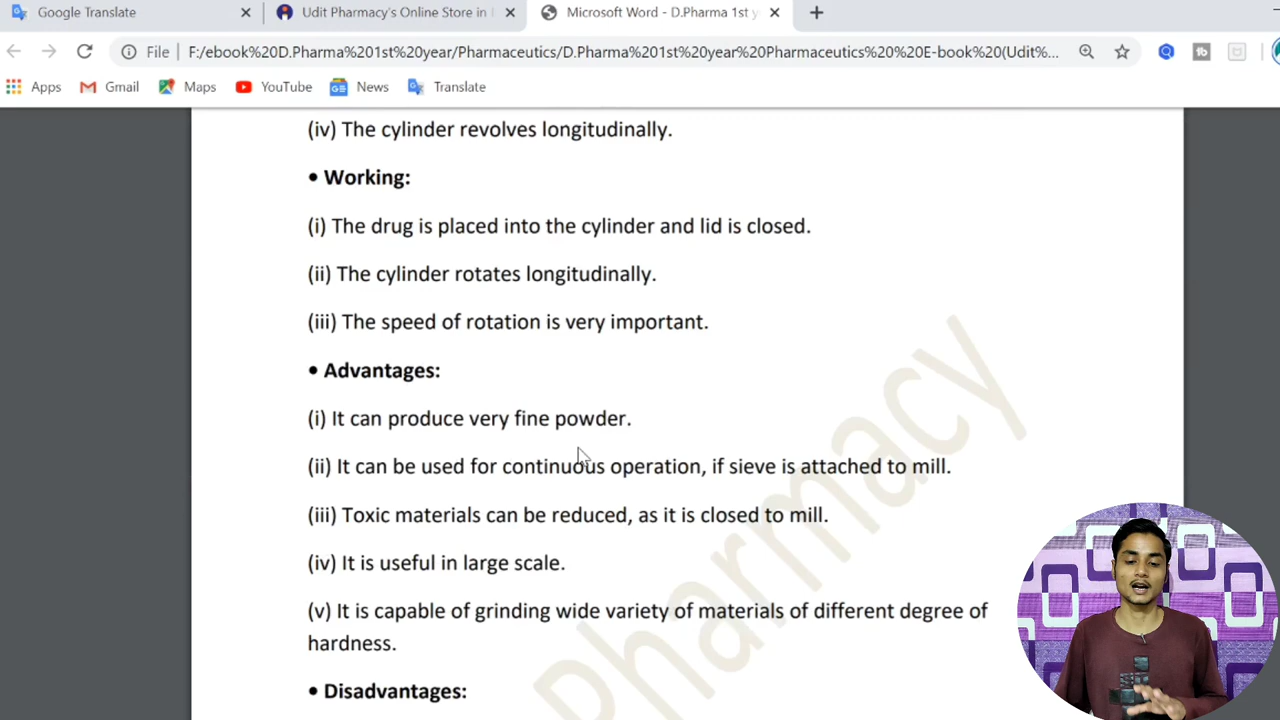 Google Translate
Udit Pharmacy's Online Store in
Microsoft Word - D.Pharma 1st y
File
F:/ebook%20D.Pharma%201st%20year/Pharmaceutics/D.Pharma%201st%20year%20Pharmaceutics%20%20E-book%20(Udit%...
Apps Gmail Maps YouTube News Translate
(iv) The cylinder revolves longitudinally.
• Working:
(i) The drug is placed into the cylinder and lid is closed.
(ii) The cylinder rotates longitudinally.
(iii) The speed of rotation is very important.
• Advantages:
(i) It can produce very fine powder.
(ii) It can be used for continuous operation, if sieve is attached to mill.
(iii) Toxic materials can be reduced, as it is closed to mill.
(iv) It is useful in large scale.
(v) It is capable of grinding wide variety of materials of different degree of
hardness.
• Disadvantages:
Pharmacy